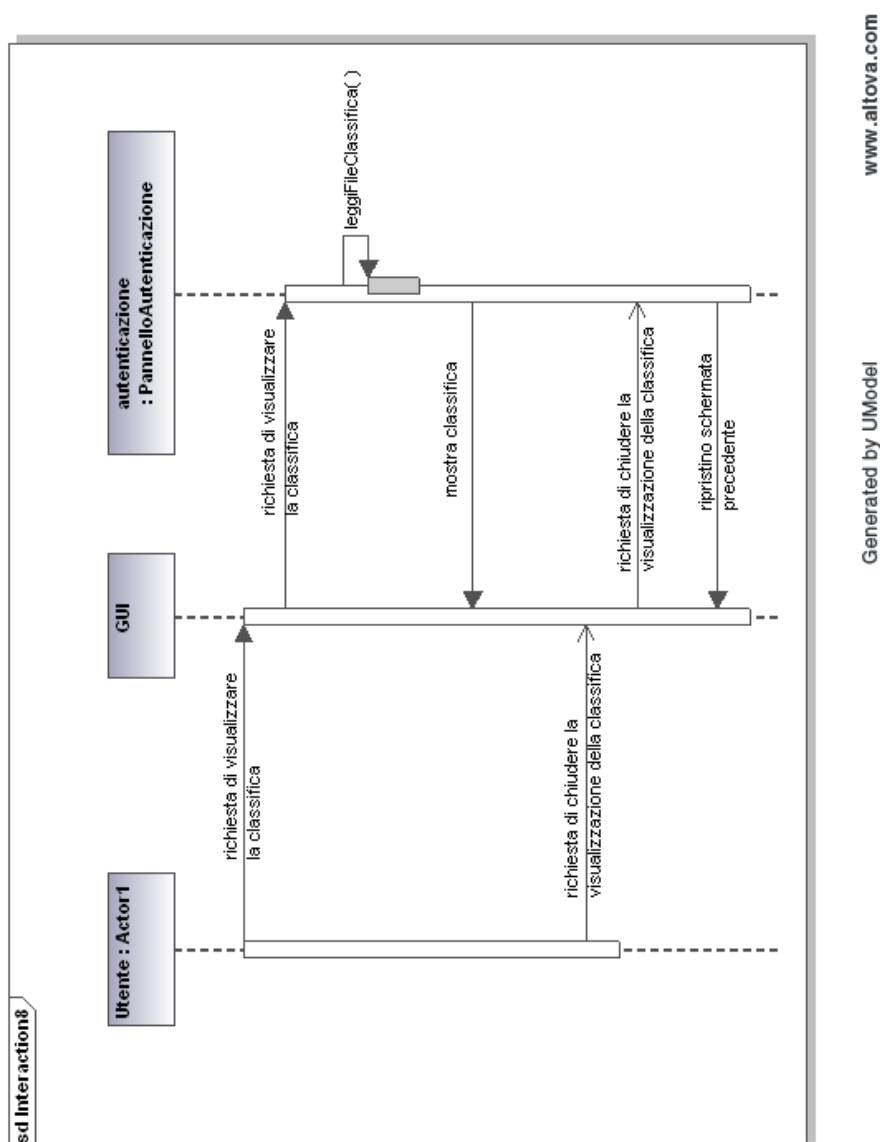 sd Interaction8
Utente : Actor1
GUI
autenticazione
: PannelloAutenticazione
richiesta di visualizzare
la classifica
richiesta di visualizzare
la classifica
leggiFileClassifica( )
mostra classifica
richiesta di chiudere la
visualizzazione della classifica
richiesta di chiudere la
visualizzazione della classifica
ripristino schermata
precedente
Generated by UModel
www.altova.com